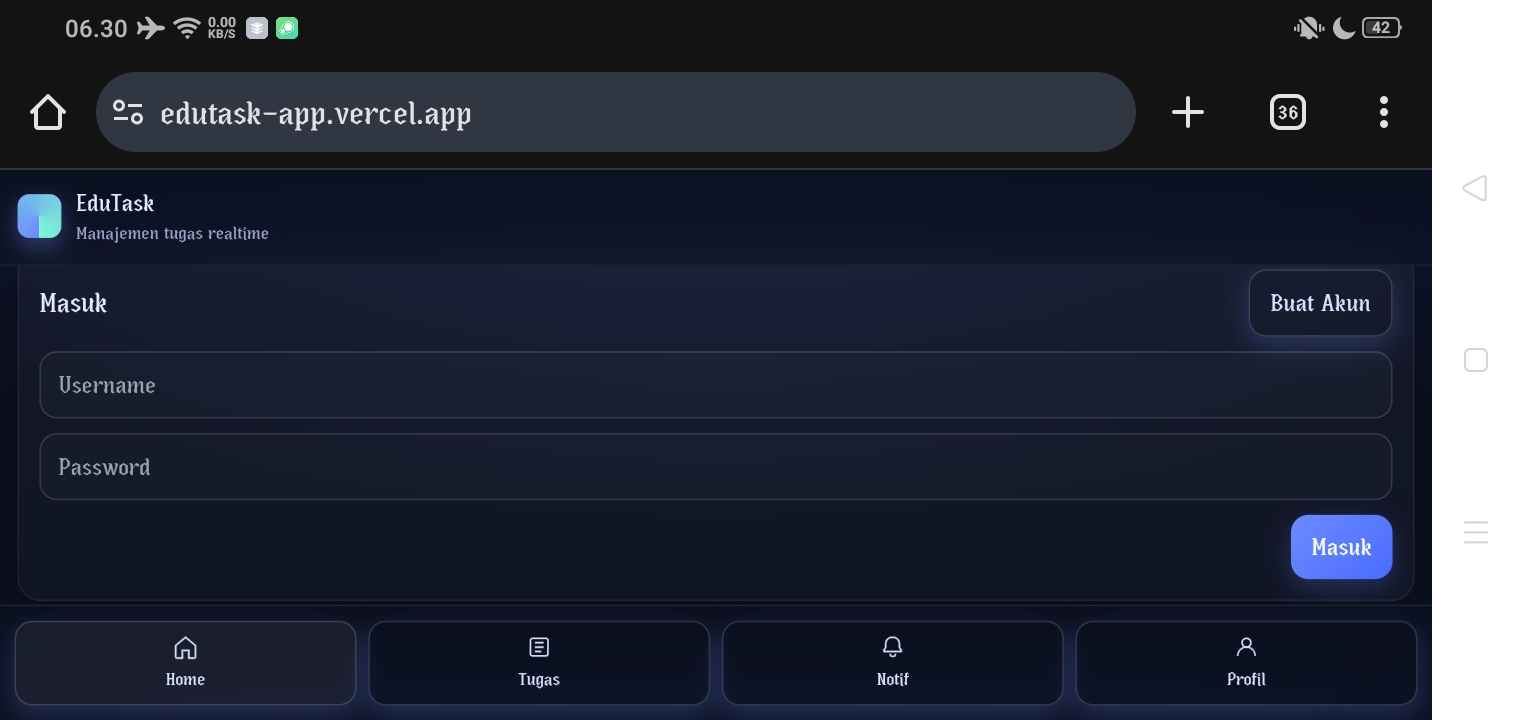 06.30 0.00 KB/S 42
edutask-app.vercel.app 36
EduTask
Manajemen tugas realtime
Masuk Buat Akun
Username
Password
Masuk
Home Tugas Notif Profil